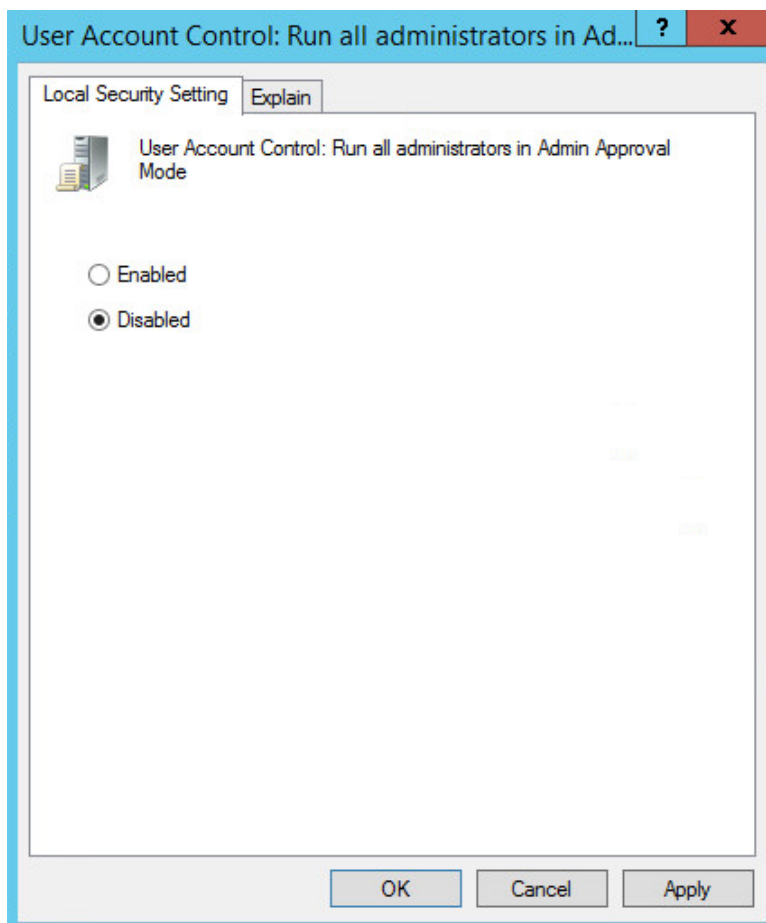 User Account Control: Run all administrators in Ad...
?
x
Local Security Setting
Explain
User Account Control: Run all administrators in Admin Approval
Mode
Enabled
Disabled
OK
Cancel
Apply